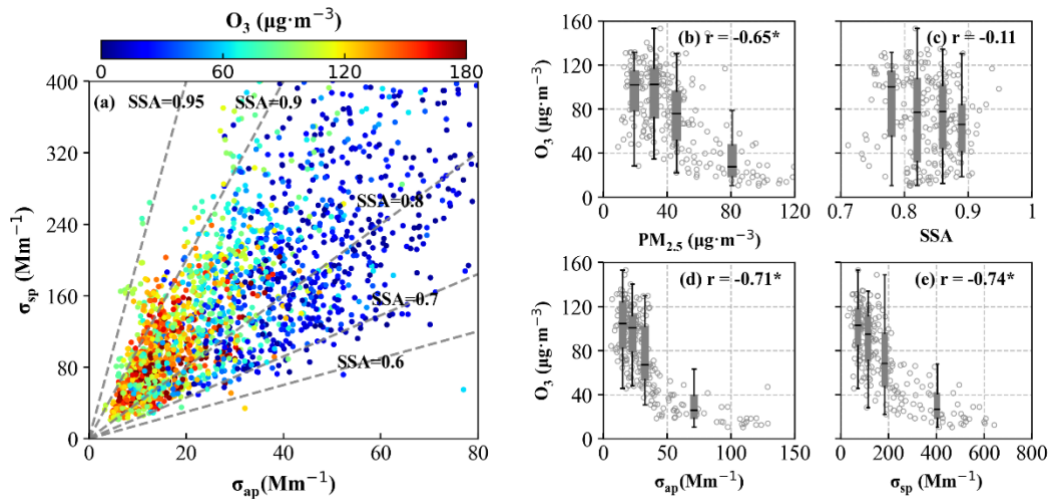 O₃ (μg·m⁻³)
0 60 120 180
(a) SSA=0.95 SSA=0.9
SSA=0.8
SSA=0.7
SSA=0.6
400
320
240
160
80
0
σsp (Mm⁻¹)
0 20 40 60 80
σap(Mm⁻¹)
(b) r = -0.65*
160
120
80
40
0
O₃ (μg·m⁻³)
0 40 80 120
PM₂.₅ (μg·m⁻³)
(c) r = -0.11
0.7 0.8 0.9 1
SSA
(d) r = -0.71*
160
120
80
40
0
O₃ (μg·m⁻³)
0 50 100 150
σap(Mm⁻¹)
(e) r = -0.74*
0 200 400 600 800
σsp (Mm⁻¹)